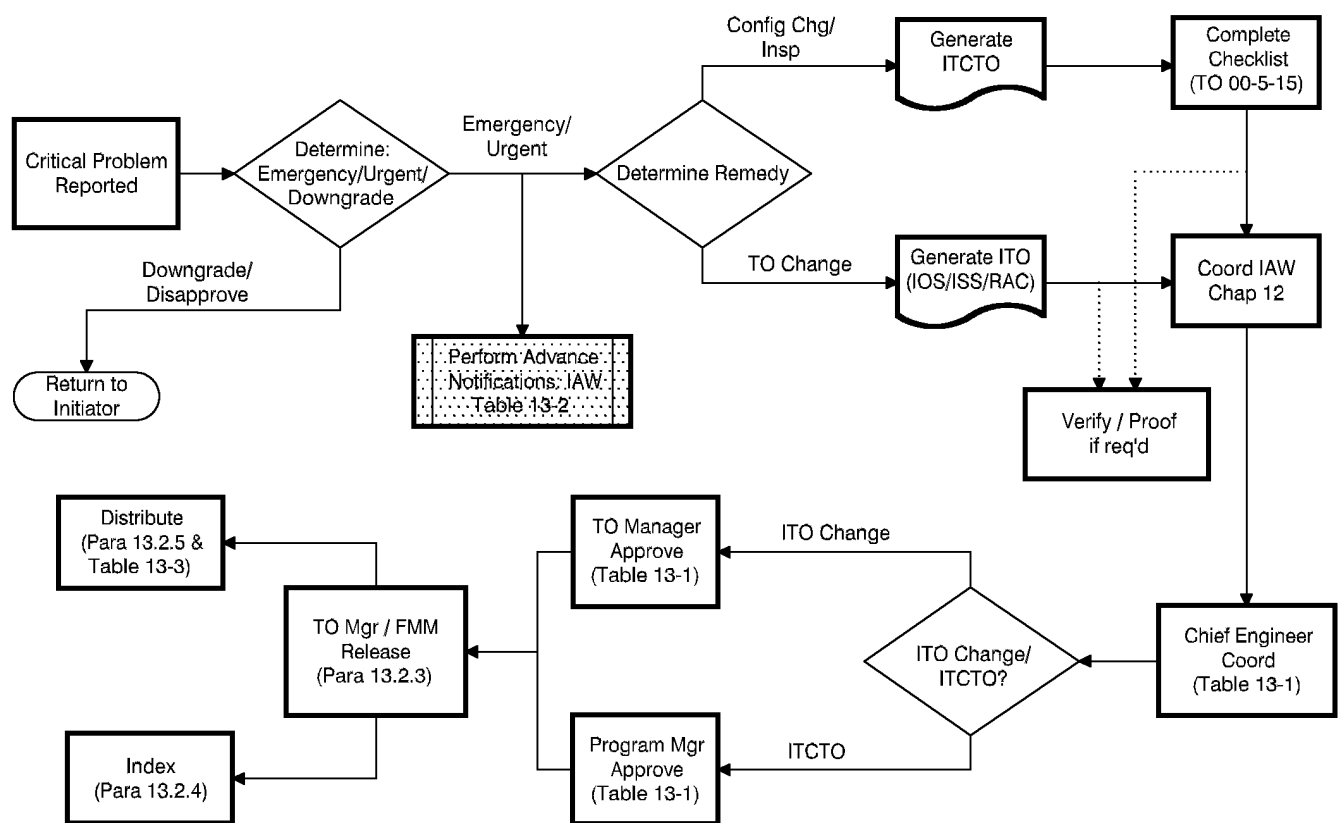 Config Chg/
Insp
Generate
ITCTO
Complete
Checklist
(TO 00-5-15)
Critical Problem
Reported
Determine:
Emergency/Urgent/
Downgrade
Emergency/
Urgent
Determine Remedy
Downgrade/
Disapprove
TO Change
Generate ITO
(IOS/ISS/RAC)
Coord IAW
Chap 12
Return to
Initiator
Perform Advance
Notifications, IAW
Table 13-2
Verify / Proof
if req'd
Distribute
(Para 13.2.5 &
Table 13-3)
TO Manager
Approve
(Table 13-1)
ITO Change
TO Mgr / FMM
Release
(Para 13.2.3)
ITO Change/
ITCTO?
Chief Engineer
Coord
(Table 13-1)
Index
(Para 13.2.4)
Program Mgr
Approve
(Table 13-1)
ITCTO